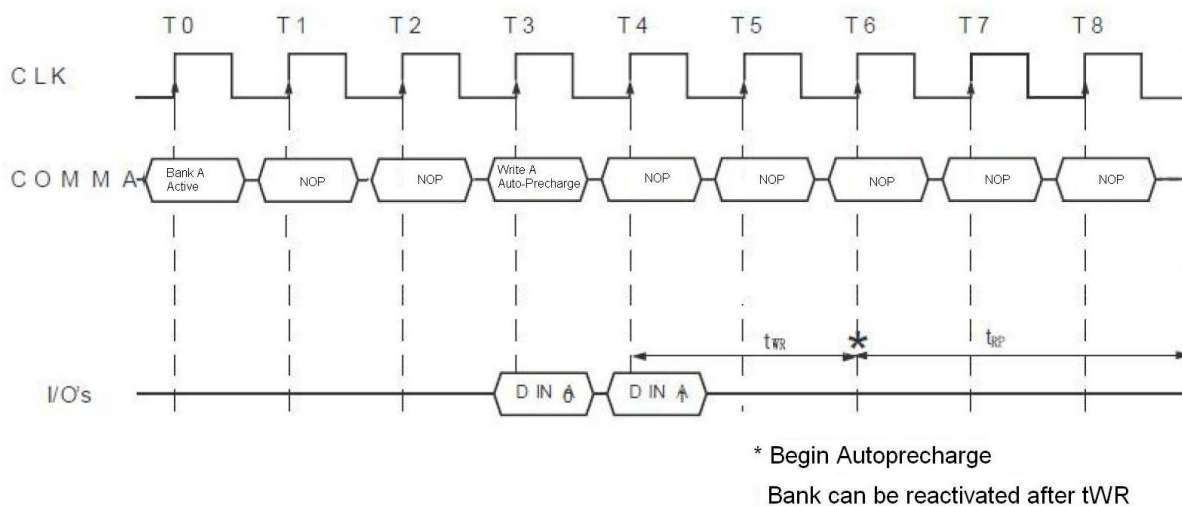 T0 T1 T2 T3 T4 T5 T6 T7 T8
CLK
COMMA
Bank A
Active
NOP
NOP
Write A
Auto-Precharge
NOP
NOP
NOP
NOP
NOP
tWR
*
tRP
I/O's
D IN A0
D IN A1
* Begin Autoprecharge
Bank can be reactivated after tWR